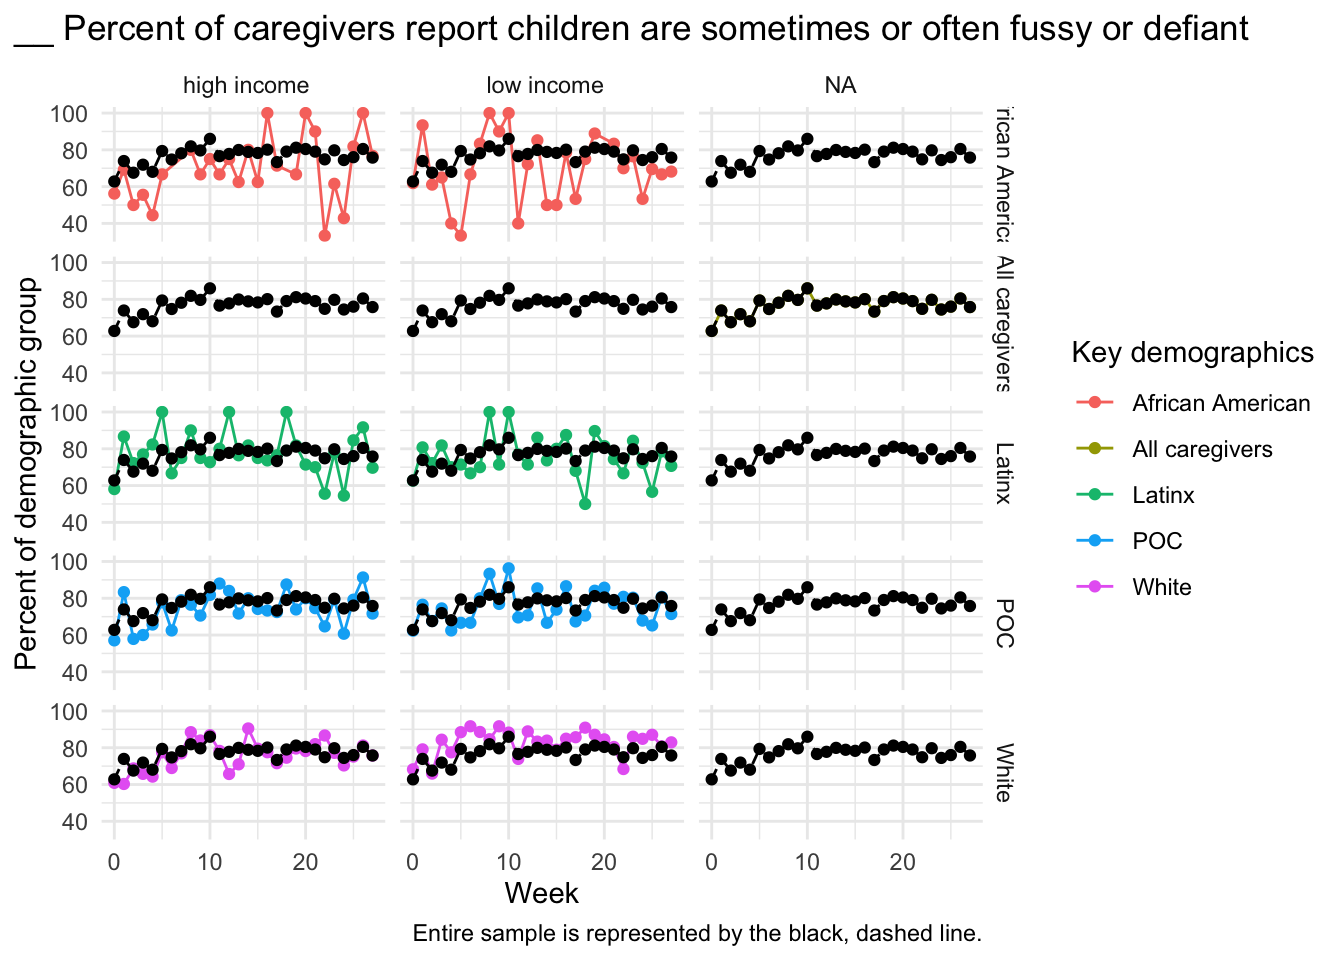 __ Percent of caregivers report children are sometimes or often fussy or defiant
high income low income NA
100
80
60
40
rican America
100
80
60
40
All caregivers
100
80
60
40
Latinx
100
80
60
40
POC
100
80
60
40
White
Percent of demographic group
0 10 20 0 10 20 0 10 20
Week
Entire sample is represented by the black, dashed line.
Key demographics
African American
All caregivers
Latinx
POC
White